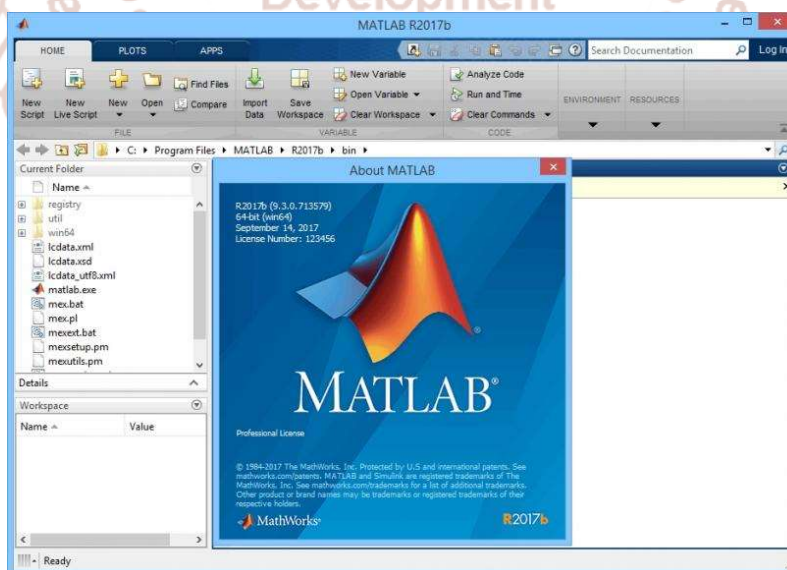 Development
MATLAB R2017b
HOME PLOTS APPS
Search Documentation
Log In
New Script
New Live Script
New
Open
Find Files
Compare
Import Data
Save Workspace
New Variable
Open Variable
Clear Workspace
Analyze Code
Run and Time
Clear Commands
ENVIRONMENT
RESOURCES
FILE
VARIABLE
CODE
C: Program Files MATLAB R2017b bin
Current Folder
Name
registry
util
win64
lcdata.xml
lcdata.xsd
lcdata_utf8.xml
matlab.exe
mex.bat
mex.pl
mexext.bat
mexsetup.pm
mexutils.pm
Details
Workspace
Name Value
Ready
About MATLAB
R2017b (9.3.0.713579)
64-bit (win64)
September 14, 2017
License Number: 123456
MATLAB®
Professional License
© 1984-2017 The MathWorks, Inc. Protected by U.S and international patents. See
mathworks.com/patents. MATLAB and Simulink are registered trademarks of The
MathWorks, Inc. See mathworks.com/trademarks for a list of additional trademarks.
Other product or brand names may be trademarks or registered trademarks of their
respective holders.
MathWorks®
R2017b